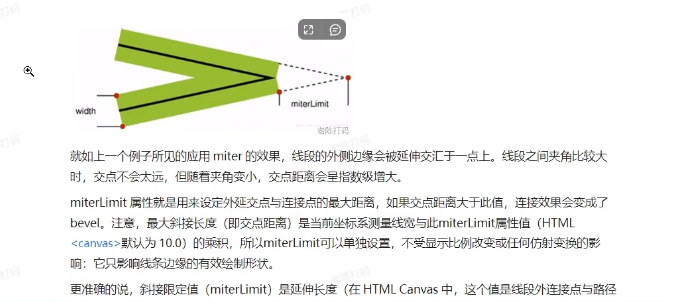 width
miterLimit
@老陈打码
就如上一个例子所见的应用 miter 的效果，线段的外侧边缘会被延伸交汇于一点上。线段之间夹角比较大
时，交点不会太远，但随着夹角变小，交点距离会呈指数级增大。
miterLimit 属性就是用来设定外延交点与连接点的最大距离，如果交点距离大于此值，连接效果会变成了
bevel。注意，最大斜接长度（即交点距离）是当前坐标系测量线宽与此miterLimit属性值（HTML
<canvas>默认为 10.0）的乘积，所以miterLimit可以单独设置，不受显示比例改变或任何仿射变换的影
响：它只影响线条边缘的有效绘制形状。
更准确的说，斜接限定值（miterLimit）是延伸长度（在 HTML Canvas 中，这个值是线段外连接点与路径